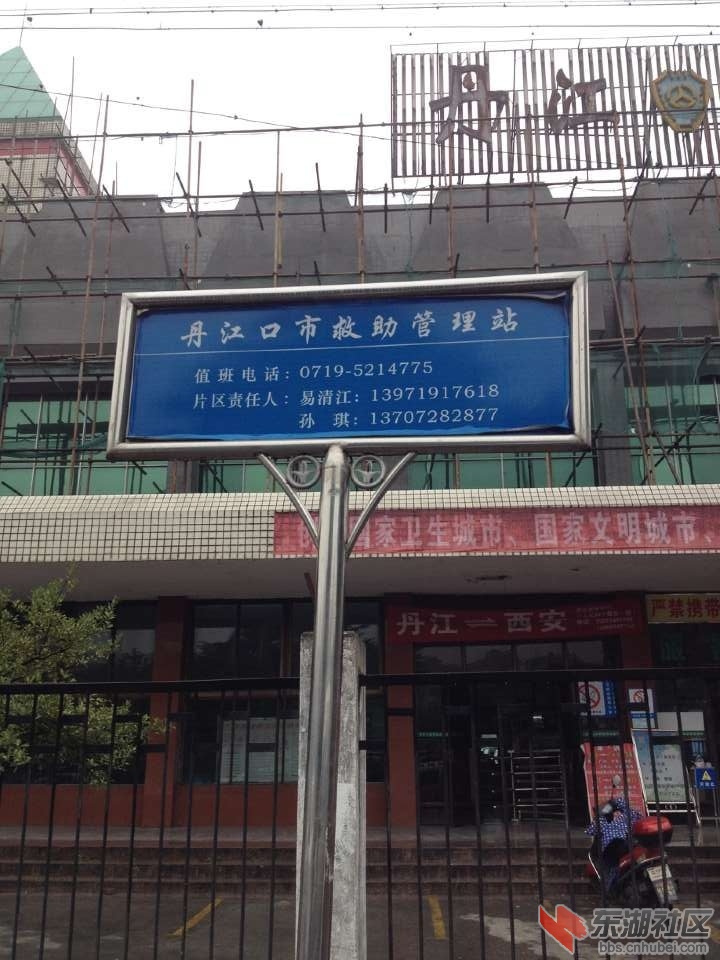 丹江
丹江口市救助管理站
值班电话：0719-5214775
片区责任人：易清江：13971917618
孙琪：13707282877
国家卫生城市、国家文明城市、
丹江 西安
严禁携带
东湖社区
bbs.cnhubei.com